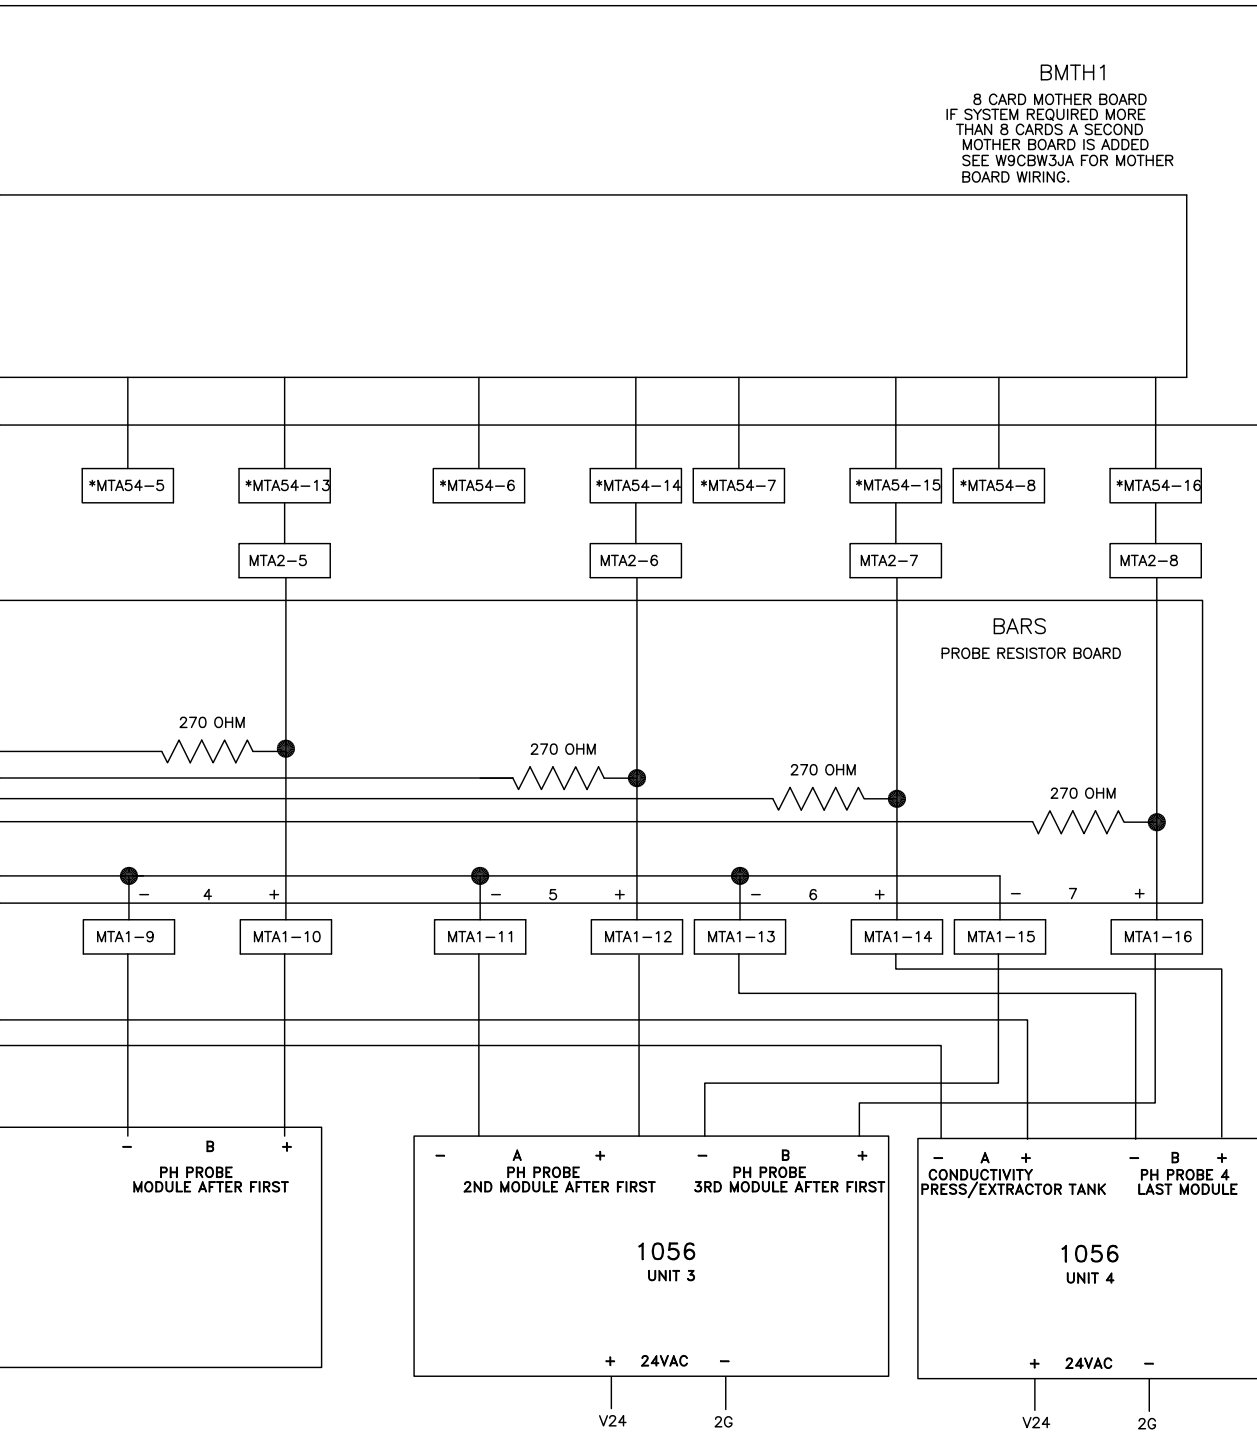 BMTH1
8 CARD MOTHER BOARD
IF SYSTEM REQUIRED MORE
THAN 8 CARDS A SECOND
MOTHER BOARD IS ADDED
SEE W9CBW3JA FOR MOTHER
BOARD WIRING.
*MTA54-5 *MTA54-13 *MTA54-6 *MTA54-14 *MTA54-7 *MTA54-15 *MTA54-8 *MTA54-16
MTA2-5 MTA2-6 MTA2-7 MTA2-8
BARS
PROBE RESISTOR BOARD
270 OHM
270 OHM
270 OHM
270 OHM
- 4 + - 5 + - 6 + - 7 +
MTA1-9 MTA1-10 MTA1-11 MTA1-12 MTA1-13 MTA1-14 MTA1-15 MTA1-16
- B +
PH PROBE
MODULE AFTER FIRST
- A + - B +
PH PROBE
2ND MODULE AFTER FIRST
PH PROBE
3RD MODULE AFTER FIRST
1056
UNIT 3
+ 24VAC -
V24 2G
- A + - B +
CONDUCTIVITY
PRESS/EXTRACTOR TANK
PH PROBE 4
LAST MODULE
1056
UNIT 4
+ 24VAC -
V24 2G